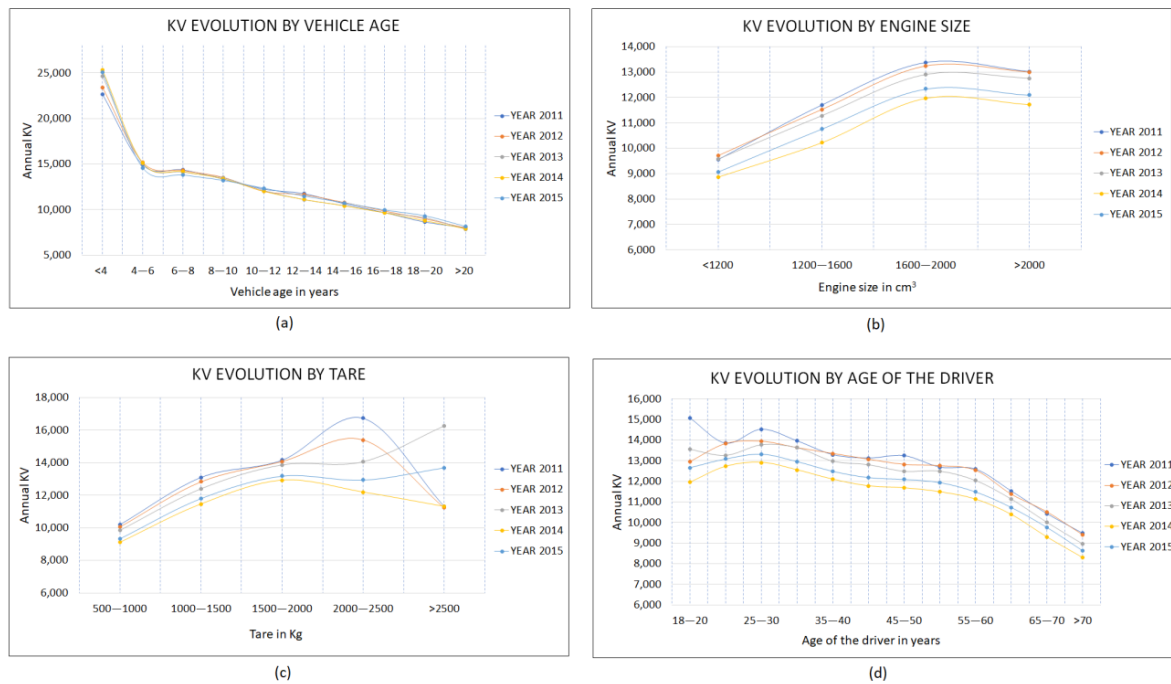 KV EVOLUTION BY VEHICLE AGE
Annual KV
25,000
20,000
15,000
10,000
5,000
<4 4—6 6—8 8—10 10—12 12—14 14—16 16—18 18—20 >20
Vehicle age in years
YEAR 2011
YEAR 2012
YEAR 2013
YEAR 2014
YEAR 2015
(a)
KV EVOLUTION BY ENGINE SIZE
Annual KV
14,000
13,000
12,000
11,000
10,000
9,000
8,000
7,000
6,000
<1200 1200—1600 1600—2000 >2000
Engine size in cm³
YEAR 2011
YEAR 2012
YEAR 2013
YEAR 2014
YEAR 2015
(b)
KV EVOLUTION BY TARE
Annual KV
18,000
16,000
14,000
12,000
10,000
8,000
6,000
500—1000 1000—1500 1500—2000 2000—2500 >2500
Tare in Kg
YEAR 2011
YEAR 2012
YEAR 2013
YEAR 2014
YEAR 2015
(c)
KV EVOLUTION BY AGE OF THE DRIVER
Annual KV
16,000
15,000
14,000
13,000
12,000
11,000
10,000
9,000
8,000
7,000
6,000
18—20 25—30 35—40 45—50 55—60 65—70 >70
Age of the driver in years
YEAR 2011
YEAR 2012
YEAR 2013
YEAR 2014
YEAR 2015
(d)